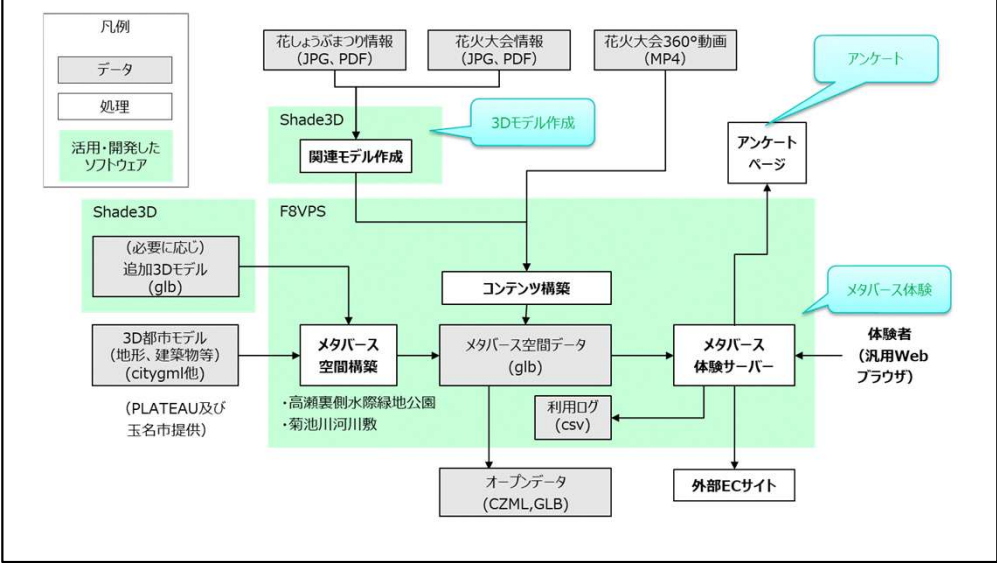 凡例
データ
処理
活用・開発した
ソフトウェア
花しょうぶまつり情報
(JPG、PDF)
花火大会情報
(JPG、PDF)
花火大会360°動画
(MP4)
アンケート
Shade3D
3Dモデル作成
関連モデル作成
アンケート
ページ
Shade3D
F8VPS
(必要に応じ)
追加3Dモデル
(glb)
コンテンツ構築
メタバース体験
3D都市モデル
(地形、建築物等)
(citygml他)
メタバース
空間構築
メタバース空間データ
(glb)
メタバース
体験サーバー
体験者
(汎用Web
ブラウザ)
(PLATEAU及び
玉名市提供)
・高瀬裏川水際緑地公園
・菊池川河川敷
利用ログ
(csv)
オープンデータ
(CZML,GLB)
外部ECサイト